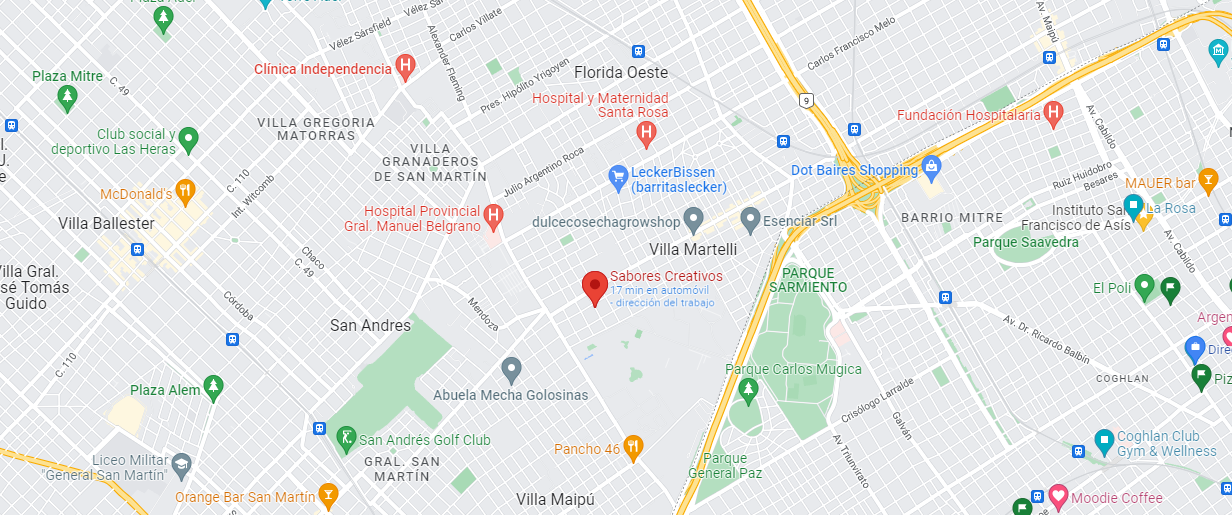 Plaza Mitre
C. 49
Vélez Sársfield
Carlos Villate
Alexander Fleming
Clínica Independencia
Pres. Hipólito Yrigoyen
Florida Oeste
Hospital y Maternidad
Santa Rosa
9
Carlos Francisco Melo
Av. Maipú
Fundación Hospitalaria
Av. Cabildo
Club social y
deportivo Las Heras
VILLA GREGORIA
MATORRAS
VILLA
GRANADEROS
DE SAN MARTÍN
Julio Argentino Roca
LeckerBissen
(barritaslecker)
Dot Baires Shopping
Ruiz Huidobro
Besares
MAUER bar
McDonald's
C. 110
Int. Witcomb
Villa Ballester
Hospital Provincial
Gral. Manuel Belgrano
dulcecosechagrowshop
Esenciar Srl
BARRIO MITRE
Instituto San
Francisco de Asís
La Rosa
Parque Saavedra
Av. Cabildo
Villa Martelli
Chaco
C. 49
Villa Gral.
sé Tomás
Guido
Sabores Creativos
17 min en automóvil
- dirección del trabajo
PARQUE
SARMIENTO
El Poli
Córdoba
Mendoza
San Andres
Av. Dr. Ricardo Balbín
Argen
C. 110
Dire
Parque Carlos Mugica
COGHLAN
Piz
Plaza Alem
Abuela Mecha Golosinas
Crisólogo Larralde
Galván
Av Triunvirato
San Andrés Golf Club
Pancho 46
Coghlan Club
Gym & Wellness
Liceo Militar
"General San Martín"
GRAL. SAN
MARTÍN
Parque
General Paz
Orange Bar San Martín
Villa Maipú
Moodie Coffee